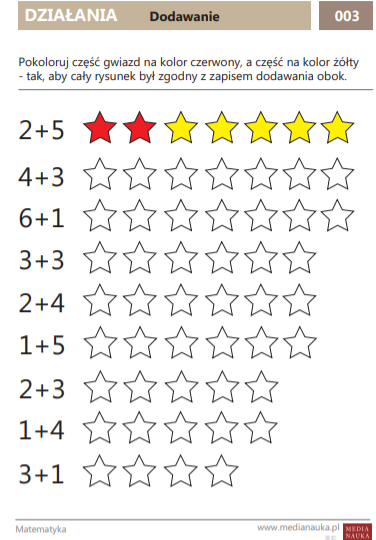 DZIAŁANIA Dodawanie 003
Pokoloruj część gwiazd na kolor czerwony, a część na kolor żółty
- tak, aby cały rysunek był zgodny z zapisem dodawania obok.
2+5
4+3
6+1
3+3
2+4
1+5
2+3
1+4
3+1
Matematyka www.medianauka.pl
MEDIA
NAUKA